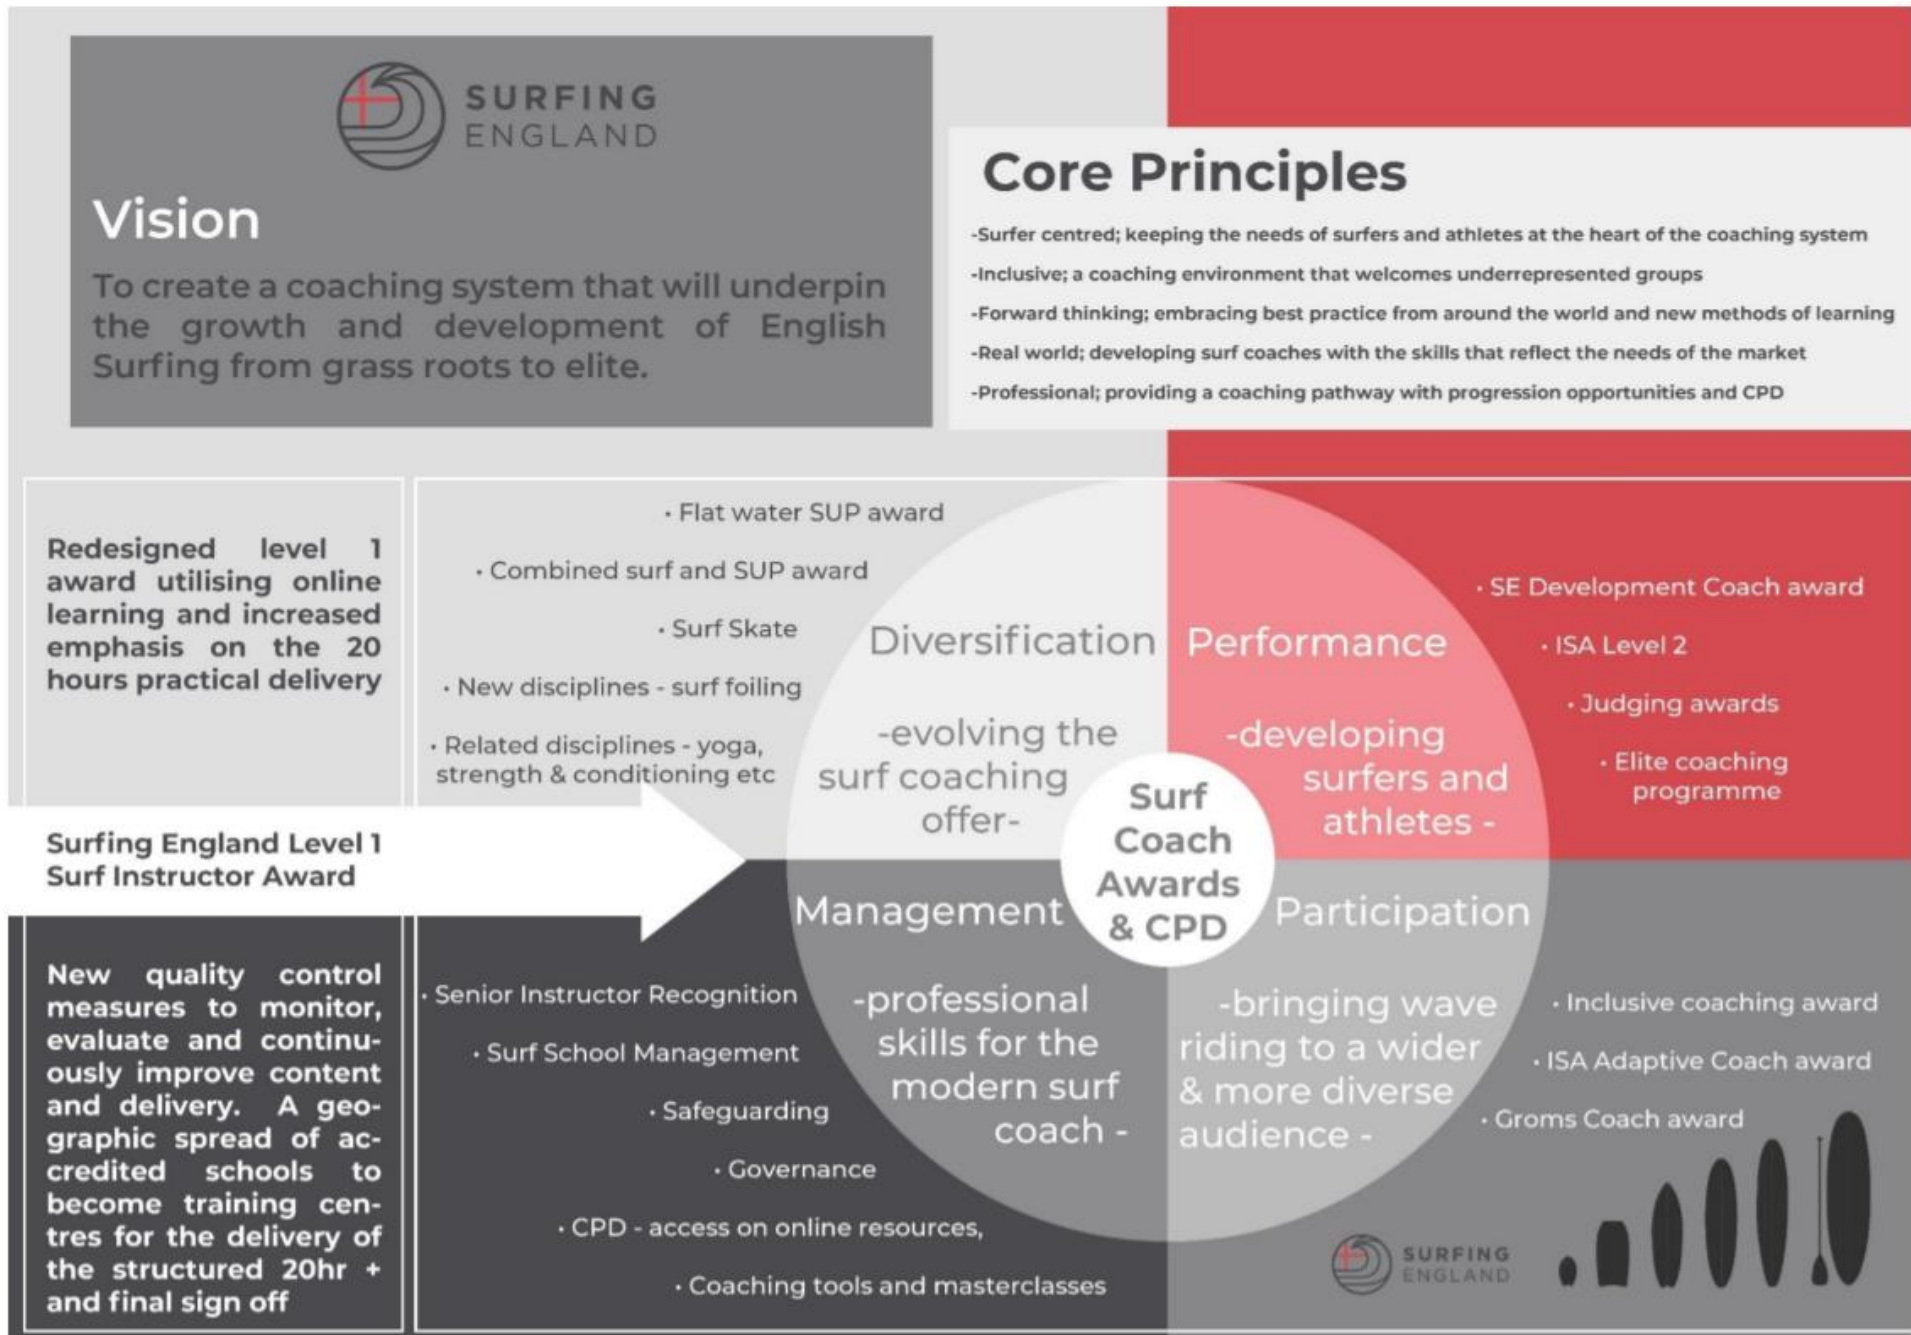 SURFING
ENGLAND
Vision
To create a coaching system that will underpin
the growth and development of English
Surfing from grass roots to elite.
Core Principles
-Surfer centred; keeping the needs of surfers and athletes at the heart of the coaching system
-Inclusive; a coaching environment that welcomes underrepresented groups
-Forward thinking; embracing best practice from around the world and new methods of learning
-Real world; developing surf coaches with the skills that reflect the needs of the market
-Professional; providing a coaching pathway with progression opportunities and CPD
Redesigned level 1
award utilising online
learning and increased
emphasis on the 20
hours practical delivery
Surfing England Level 1
Surf Instructor Award
New quality control
measures to monitor,
evaluate and continu-
ously improve content
and delivery. A geo-
graphic spread of ac-
credited schools to
become training cen-
tres for the delivery of
the structured 20hr +
and final sign off
· Flat water SUP award
· Combined surf and SUP award
· Surf Skate
· New disciplines - surf foiling
· Related disciplines - yoga,
strength & conditioning etc
Diversification
-evolving the
surf coaching
offer-
Performance
-developing
surfers and
athletes -
· SE Development Coach award
· ISA Level 2
· Judging awards
· Elite coaching
programme
Surf
Coach
Awards
& CPD
Management
-professional
skills for the
modern surf
coach -
· Senior Instructor Recognition
· Surf School Management
· Safeguarding
· Governance
· CPD - access on online resources,
· Coaching tools and masterclasses
Participation
-bringing wave
riding to a wider
& more diverse
audience -
· Inclusive coaching award
· ISA Adaptive Coach award
· Groms Coach award
SURFING
ENGLAND